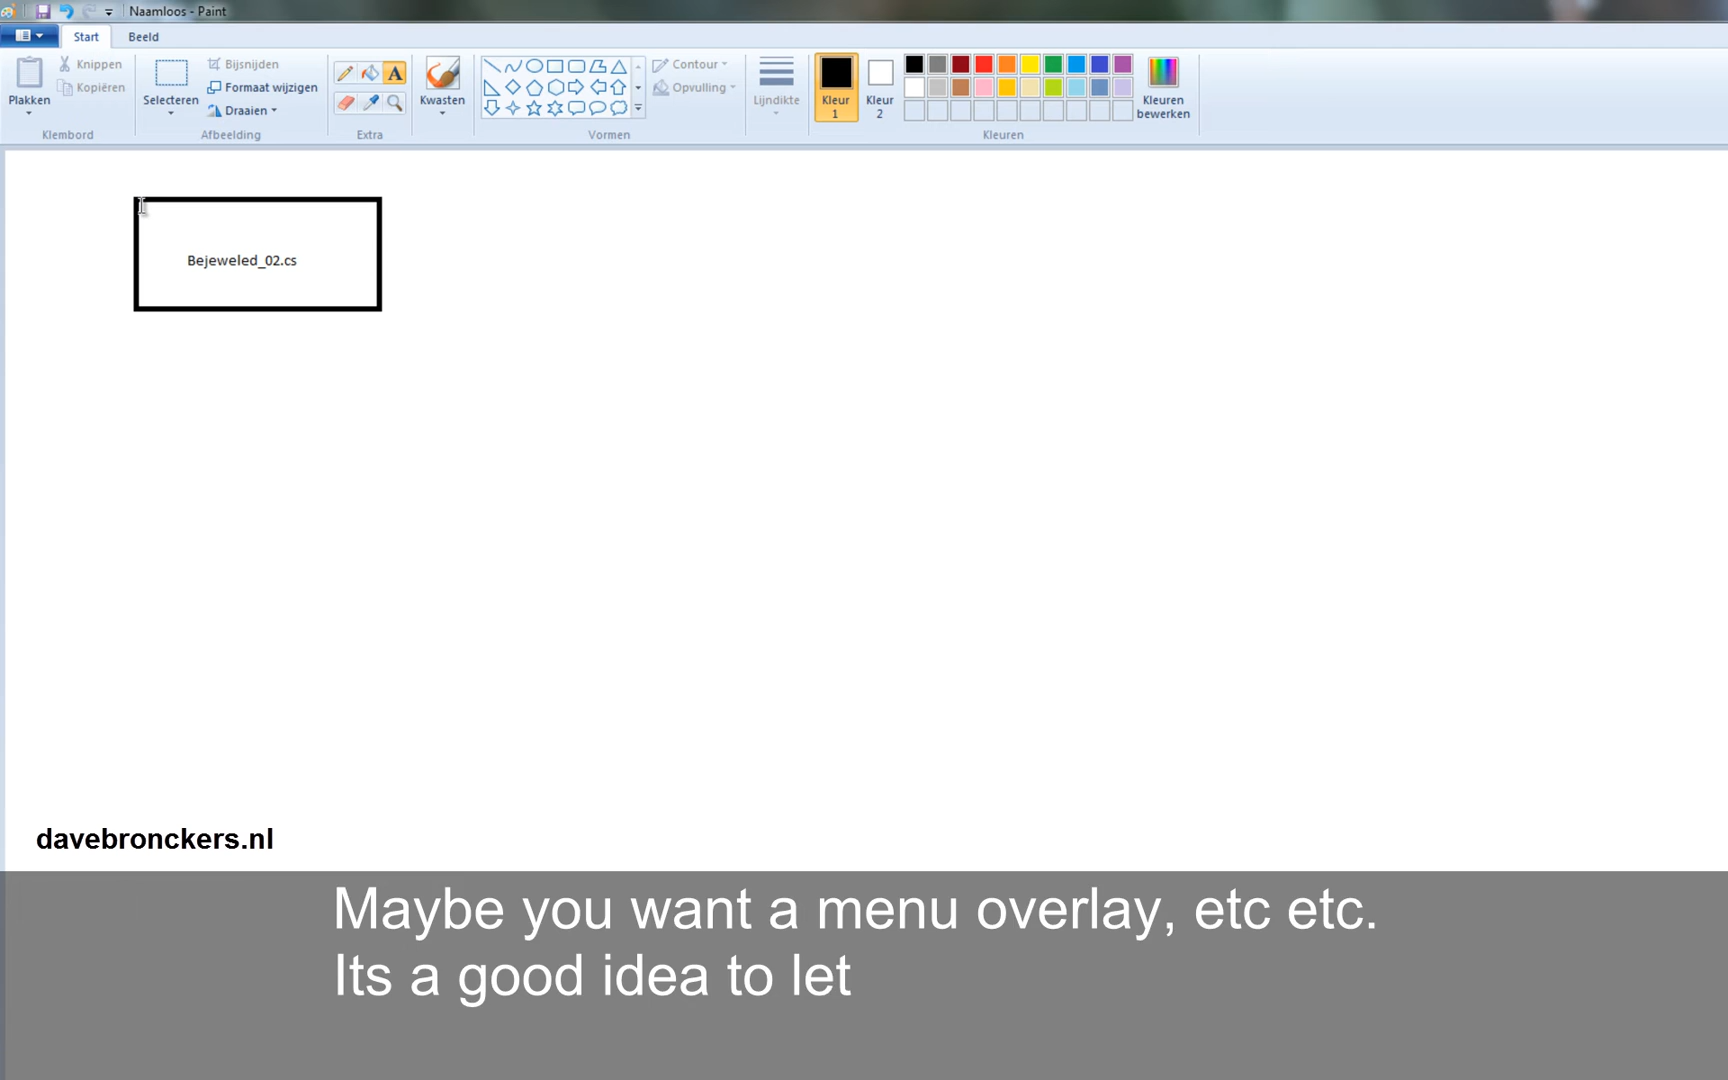 Naamloos - Paint
Start Beeld
Plakken
Knippen
Kopiëren
Klembord
Selecteren
Bijsnijden
Formaat wijzigen
Draaien
Afbeelding
A
Extra
Kwasten
Vormen
Contour
Opvulling
Lijndikte
Kleur
1
Kleur
2
Kleuren
bewerken
Kleuren
Bejeweled_02.cs
davebronckers.nl
Maybe you want a menu overlay, etc etc.
Its a good idea to let